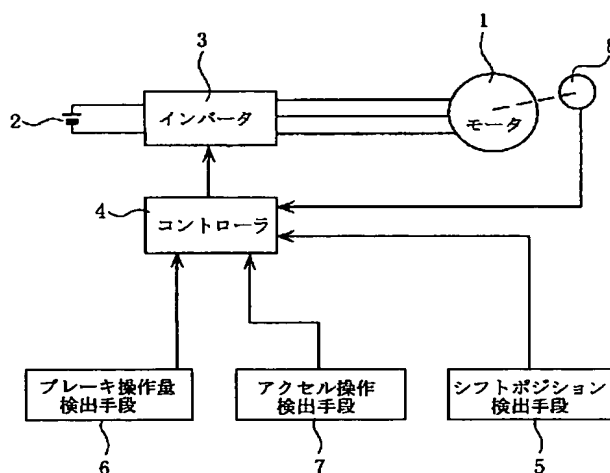 3
1
8
2
インバータ
モータ
4
コントローラ
ブレーキ操作量
検出手段
アクセル操作
検出手段
シフトポジション
検出手段
6
7
5